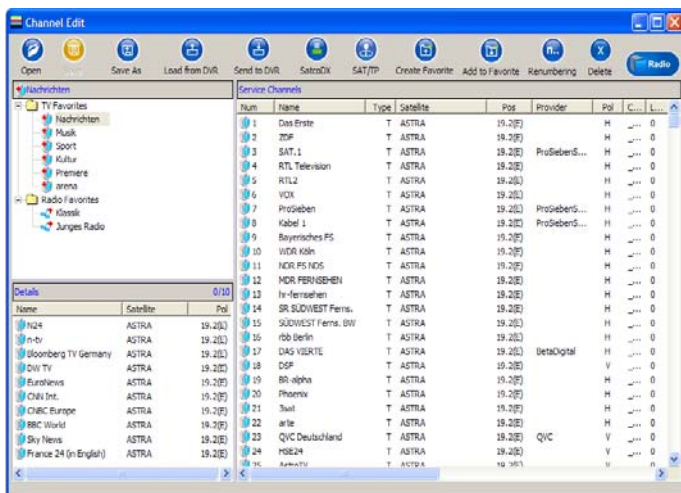 Channel Edit
Open Save As Load from DVR Send to DVR SatcoDX SAT/TP Create Favorite Add to Favorite Renumbering Delete Radio
Nachrichten
TV Favorites
Nachrichten
Musik
Sport
Kultur
Premiere
arena
Radio Favorites
Klassik
Junges Radio
Details 0/10
Name Satellite Pol
N24 ASTRA 19.2(E)
n-tv ASTRA 19.2(E)
Bloomberg TV Germany ASTRA 19.2(E)
DW TV ASTRA 19.2(E)
EuroNews ASTRA 19.2(E)
CNN Int. ASTRA 19.2(E)
CNBC Europe ASTRA 19.2(E)
BBC World ASTRA 19.2(E)
Sky News ASTRA 19.2(E)
France 24 (in English) ASTRA 19.2(E)
Service Channels
Num Name Type Satellite Pos Provider Pol C... L...
1 Das Erste T ASTRA 19.2(E) H _... 0
2 ZDF T ASTRA 19.2(E) H _... 0
3 SAT.1 T ASTRA 19.2(E) ProSiebenS... H _... 0
4 RTL Television T ASTRA 19.2(E) H _... 0
5 RTL2 T ASTRA 19.2(E) H _... 0
6 VOX T ASTRA 19.2(E) H _... 0
7 ProSieben T ASTRA 19.2(E) ProSiebenS... H _... 0
8 Kabel 1 T ASTRA 19.2(E) ProSiebenS... H _... 0
9 Bayerisches FS T ASTRA 19.2(E) H _... 0
10 WDR Köln T ASTRA 19.2(E) H _... 0
11 NDR FS NDS T ASTRA 19.2(E) H _... 0
12 MDR FERNSEHEN T ASTRA 19.2(E) H _... 0
13 hr-fernsehen T ASTRA 19.2(E) H _... 0
14 SR SÜDWEST Ferns. T ASTRA 19.2(E) H _... 0
15 SÜDWEST Ferns. BW T ASTRA 19.2(E) H _... 0
16 rbb Berlin T ASTRA 19.2(E) H _... 0
17 DAS VIERTE T ASTRA 19.2(E) BetaDigital H _... 0
18 DSF T ASTRA 19.2(E) V _... 0
19 BR-alpha T ASTRA 19.2(E) H _... 0
20 Phoenix T ASTRA 19.2(E) H _... 0
21 3sat T ASTRA 19.2(E) H _... 0
22 arte T ASTRA 19.2(E) H _... 0
23 QVC Deutschland T ASTRA 19.2(E) QVC V _... 0
24 HSE24 T ASTRA 19.2(E) H _... 0
25 AstroTV T ASTRA 19.2(E) V _... 0